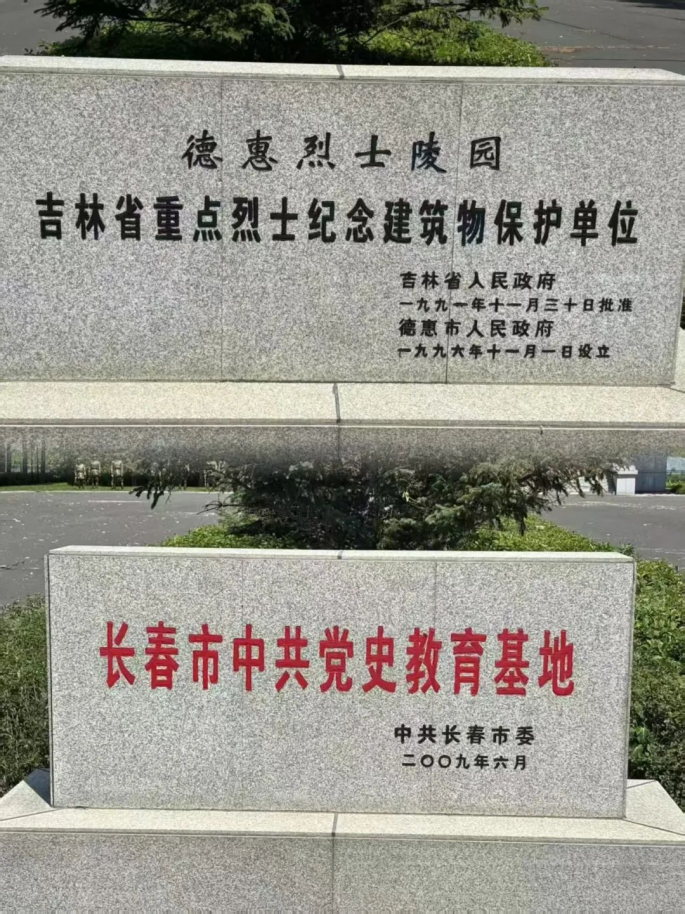 德惠烈士陵园
吉林省重点烈士纪念建筑物保护单位
吉林省人民政府
一九九一年十一月三十日批准
德惠市人民政府
一九九六年十一月一日设立
长春市中共党史教育基地
中共长春市委
二〇〇九年六月